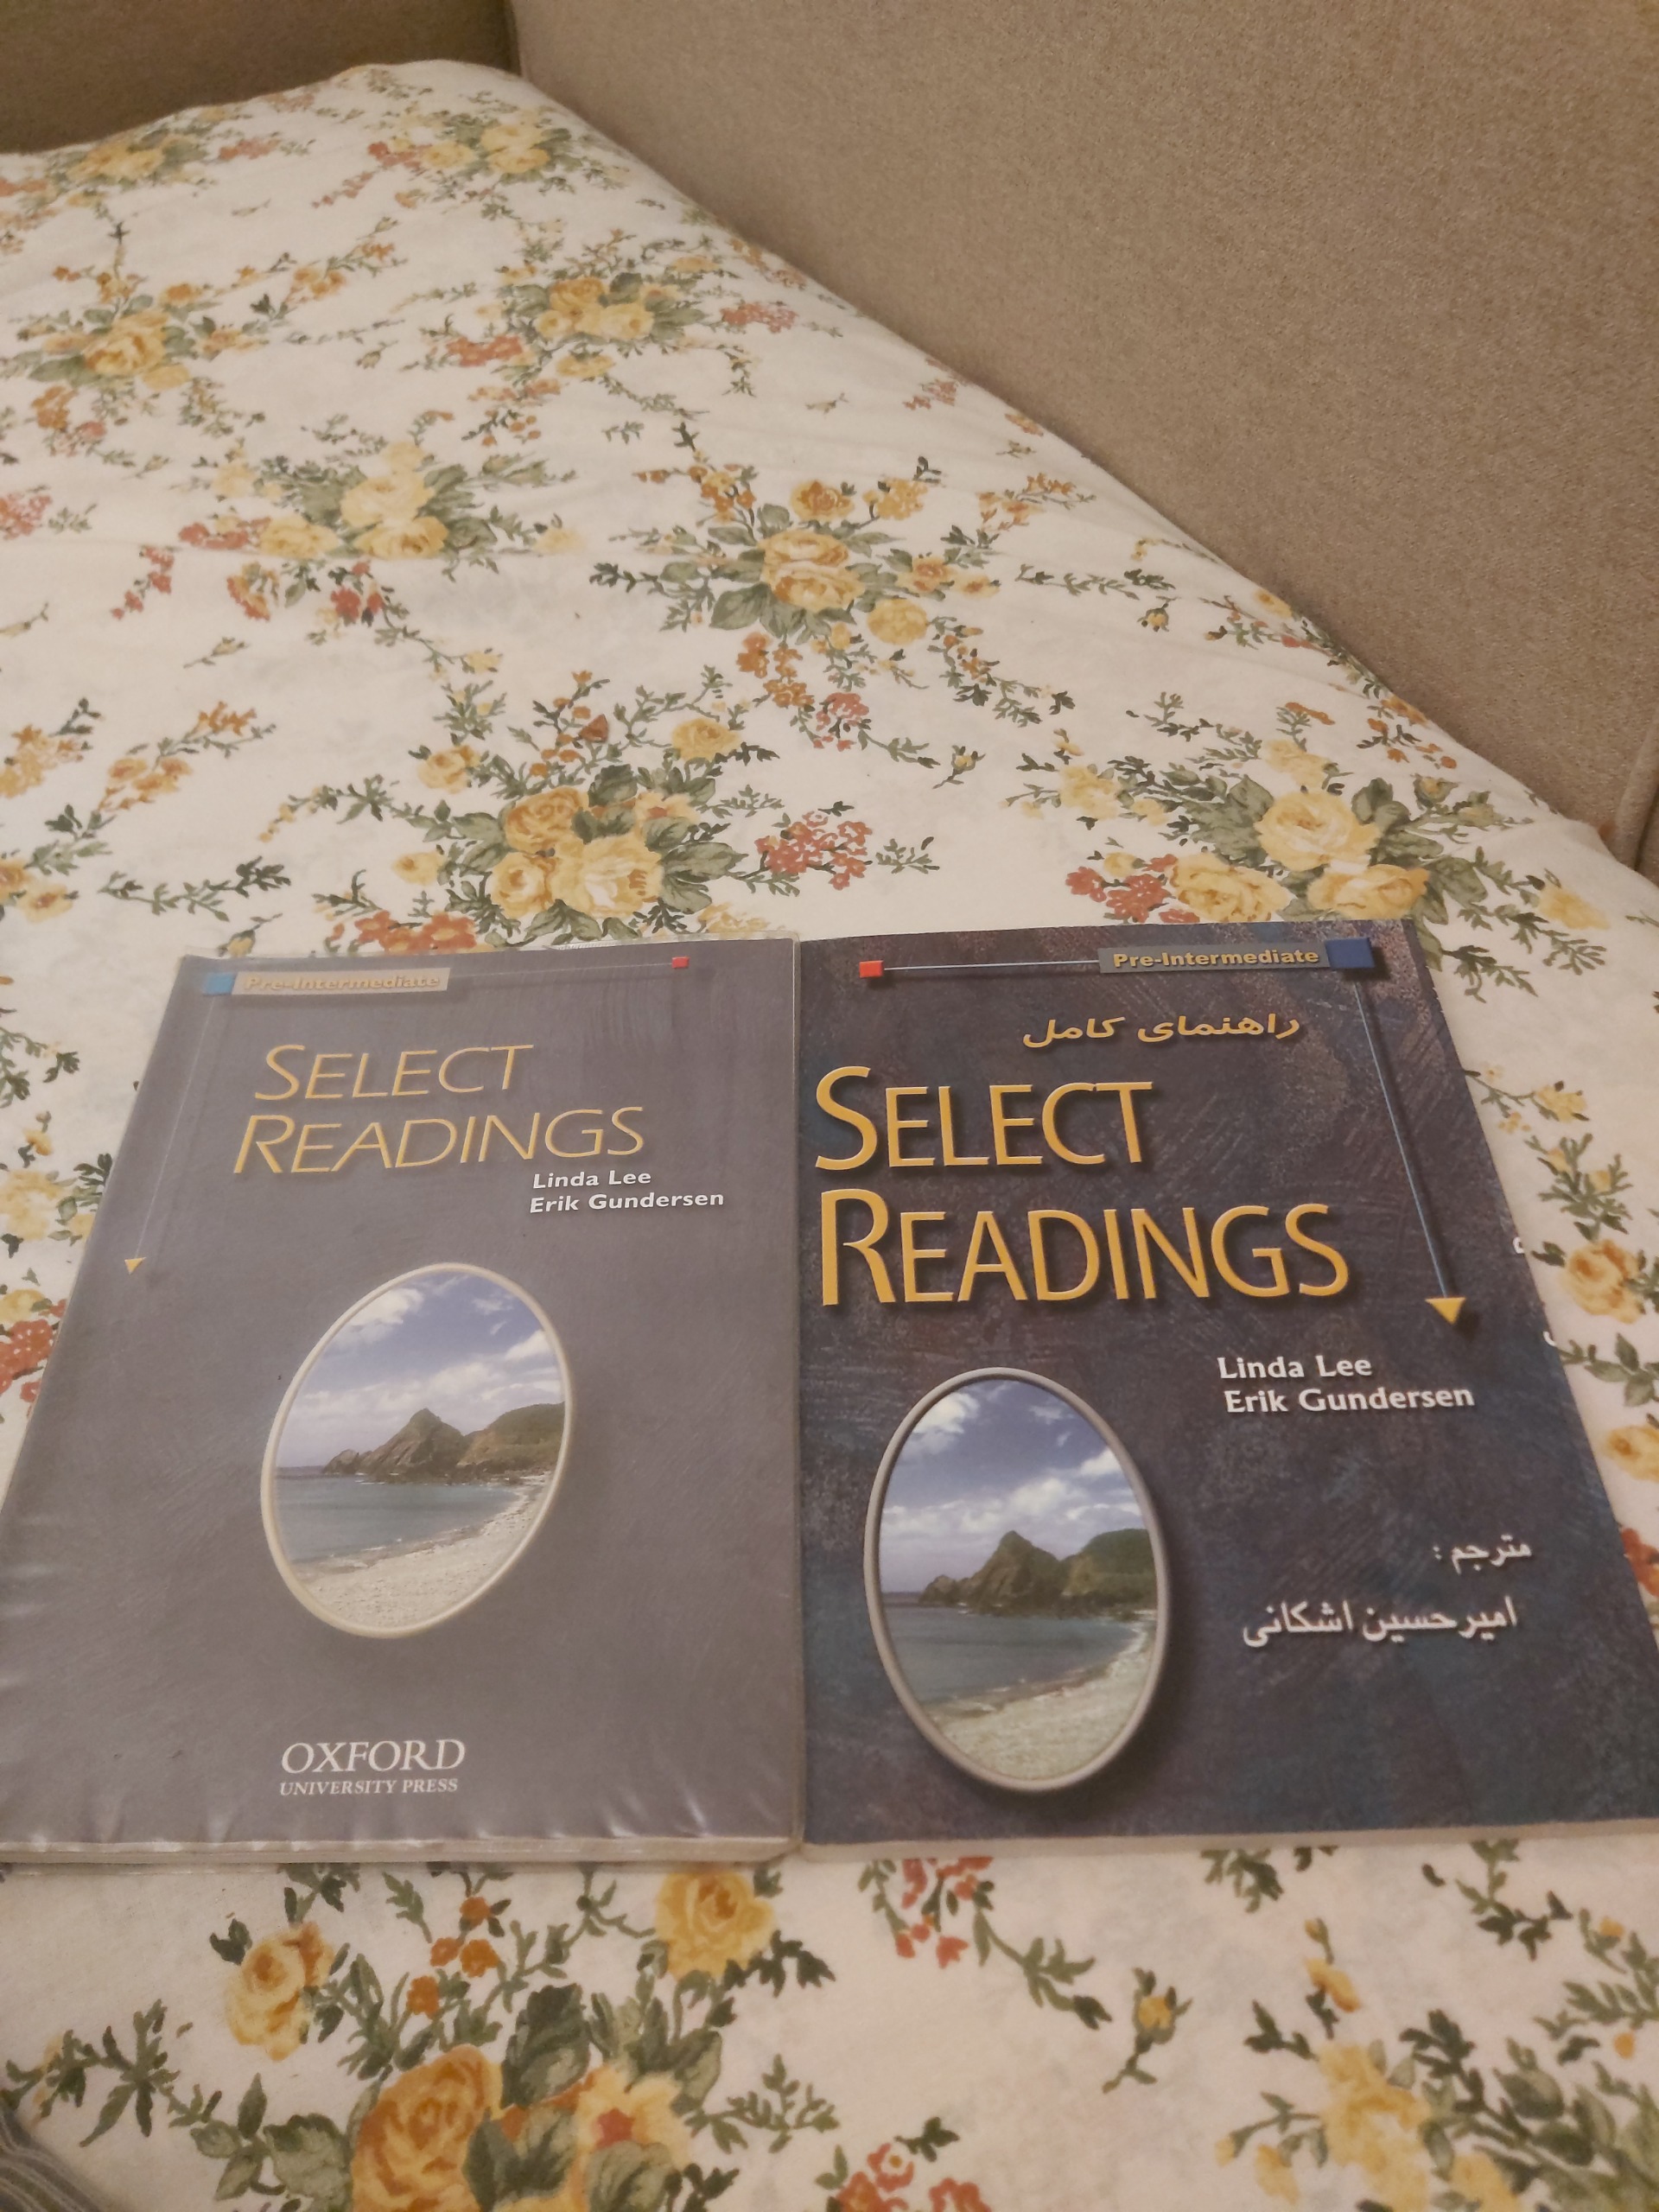 Pre-Intermediate
SELECT
READINGS
Linda Lee
Erik Gundersen
OXFORD
UNIVERSITY PRESS
Pre-Intermediate
راهنمای کامل
SELECT
READINGS
Linda Lee
Erik Gundersen
مترجم :
امیرحسین اشکانی